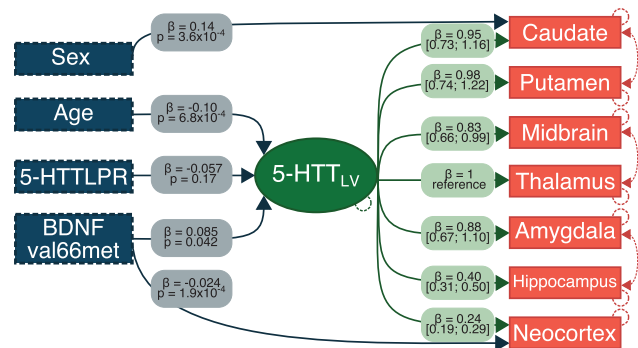 Sex
Age
5-HTTLPR
BDNF
val66met
β = 0.14
p = 3.6x10-4
β = -0.10
p = 6.8x10-4
β = -0.057
p = 0.17
β = 0.085
p = 0.042
β = -0.024
p = 1.9x10-4
5-HTTLV
β = 0.95
[0.73; 1.16]
β = 0.98
[0.74; 1.22]
β = 0.83
[0.66; 0.99]
β = 1
reference
β = 0.88
[0.67; 1.10]
β = 0.40
[0.31; 0.50]
β = 0.24
[0.19; 0.29]
Caudate
Putamen
Midbrain
Thalamus
Amygdala
Hippocampus
Neocortex